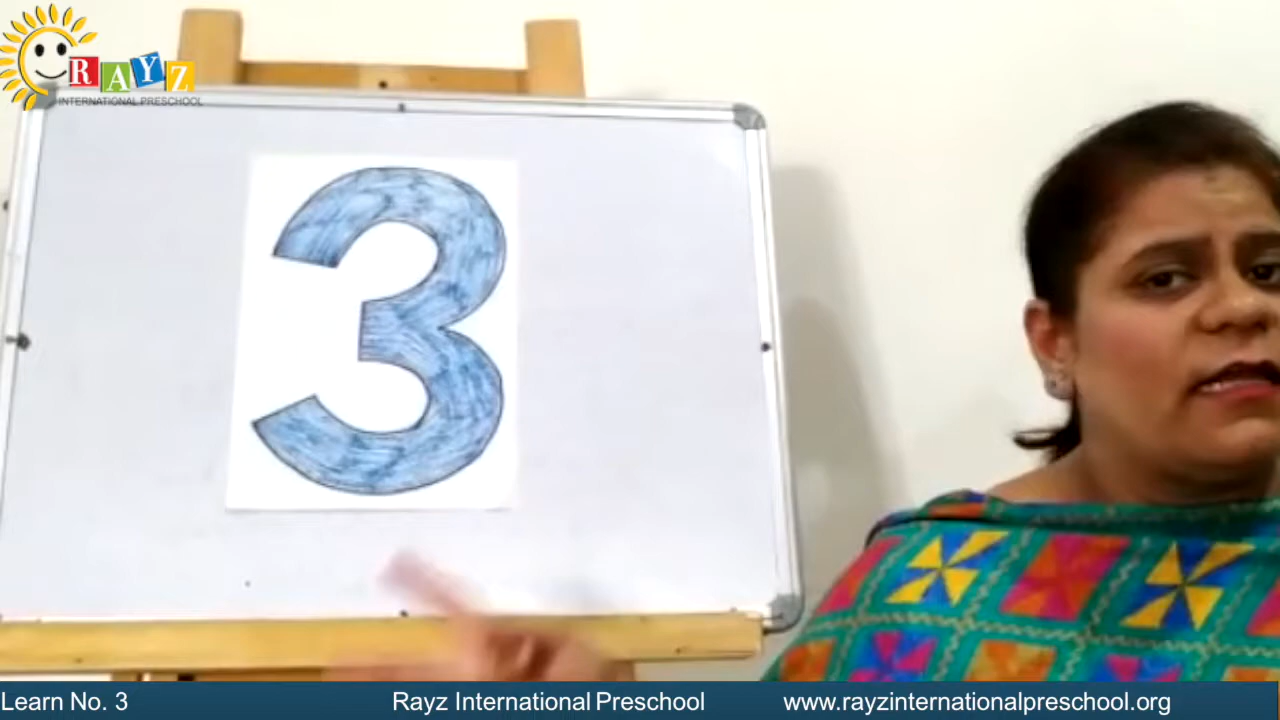 RAYZ
INTERNATIONAL PRESCHOOL
3
Learn No. 3
Rayz International Preschool
www.rayzinternationalpreschool.org